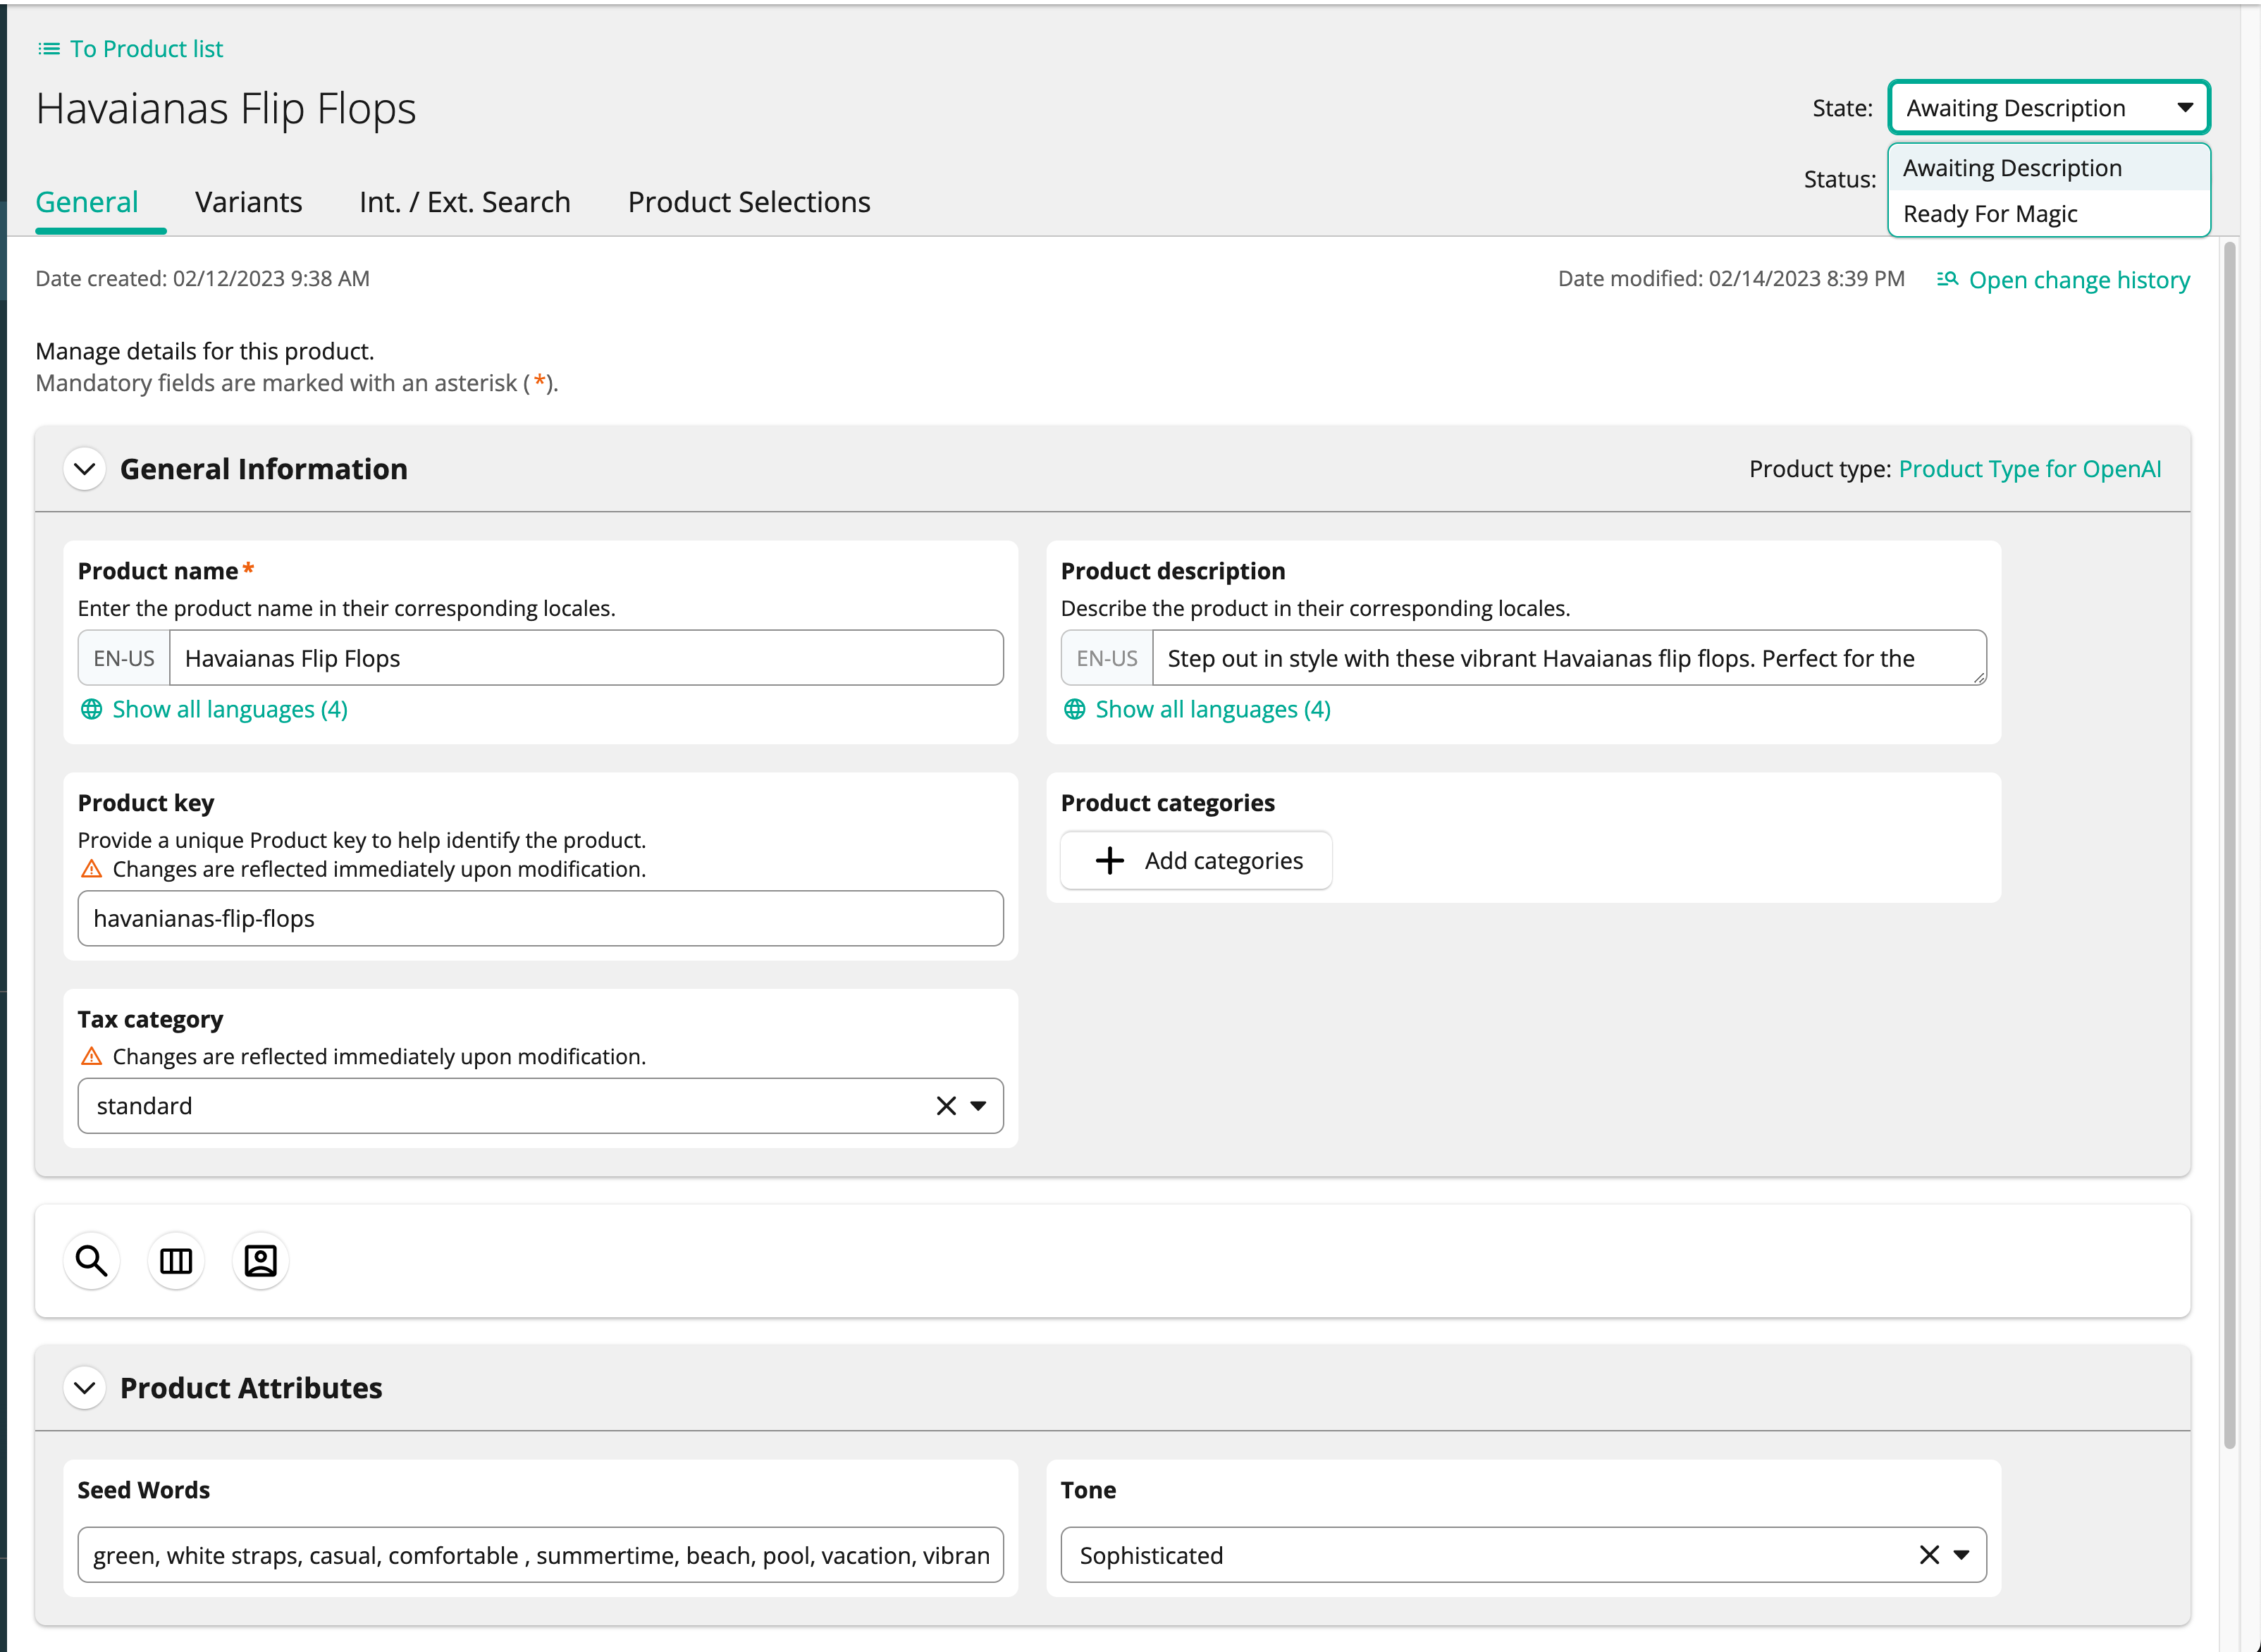 To Product list
Havaianas Flip Flops
State: Awaiting Description
Awaiting Description
Status:
Ready For Magic
General Variants Int. / Ext. Search Product Selections
Date created: 02/12/2023 9:38 AM
Date modified: 02/14/2023 8:39 PM Open change history
Manage details for this product.
Mandatory fields are marked with an asterisk (*).
General Information
Product type: Product Type for OpenAI
Product name*
Enter the product name in their corresponding locales.
EN-US Havaianas Flip Flops
Show all languages (4)
Product description
Describe the product in their corresponding locales.
EN-US Step out in style with these vibrant Havaianas flip flops. Perfect for the
Show all languages (4)
Product key
Provide a unique Product key to help identify the product.
Changes are reflected immediately upon modification.
havanianas-flip-flops
Product categories
Add categories
Tax category
Changes are reflected immediately upon modification.
standard
Product Attributes
Seed Words
green, white straps, casual, comfortable , summertime, beach, pool, vacation, vibran
Tone
Sophisticated